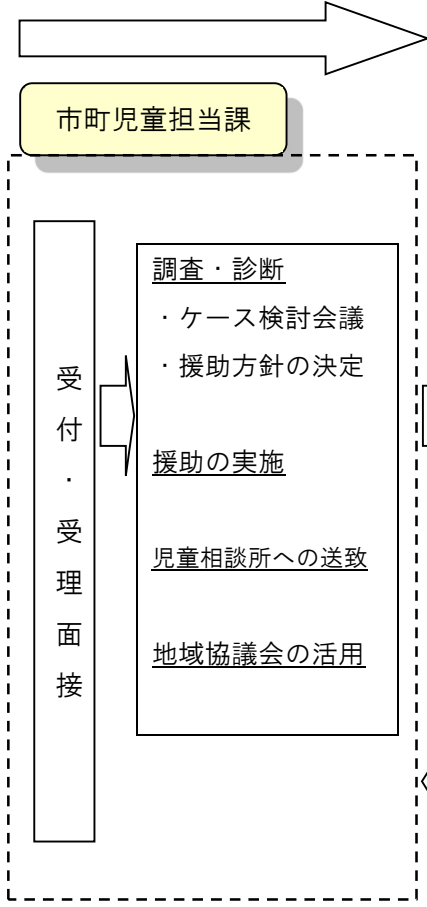 市町児童担当課
受付・受理面接
調査・診断
・ケース検討会議
・援助方針の決定
援助の実施
児童相談所への送致
地域協議会の活用